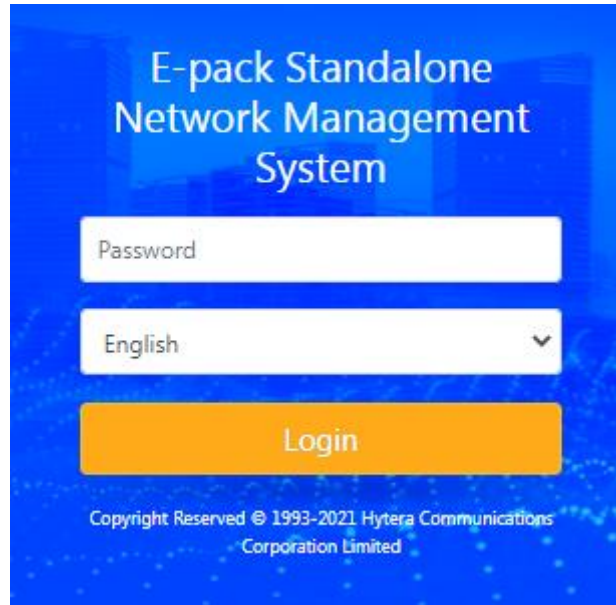 E-pack Standalone
Network Management
System
Password
English
Login
Copyright Reserved © 1993-2021 Hytera Communications
Corporation Limited